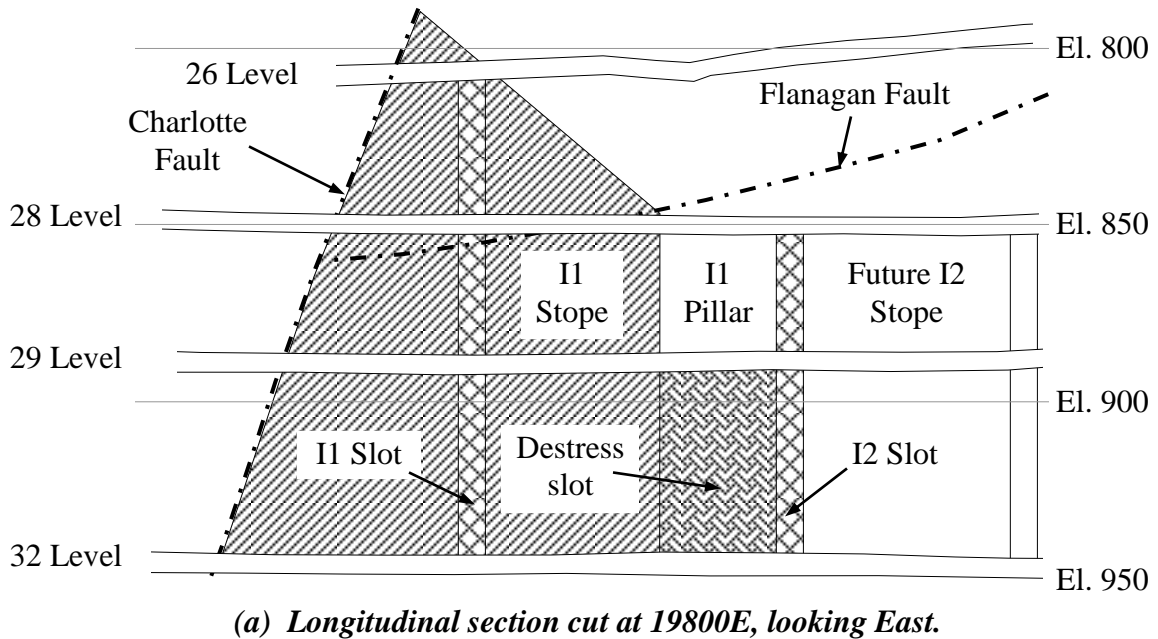 El. 800
26 Level
Flanagan Fault
Charlotte
Fault
28 Level
El. 850
I1
Stope
I1
Pillar
Future I2
Stope
29 Level
El. 900
I1 Slot
Destress
slot
I2 Slot
32 Level
El. 950
(a) Longitudinal section cut at 19800E, looking East.